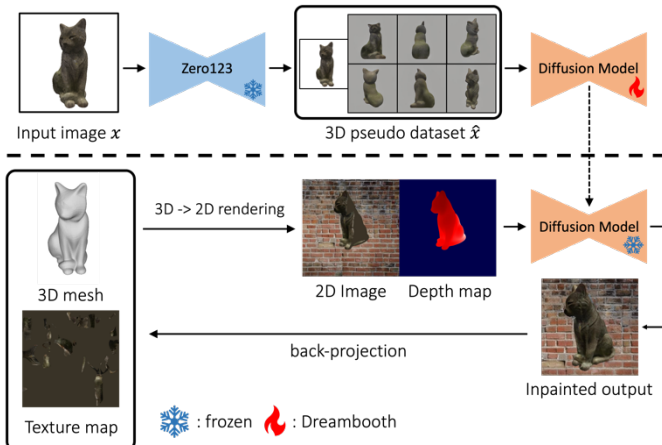 Zero123
Diffusion Model
Input image x
3D pseudo dataset x̂
3D -> 2D rendering
Diffusion Model
3D mesh
2D Image
Depth map
back-projection
Texture map
Inpainted output
: frozen
: Dreambooth